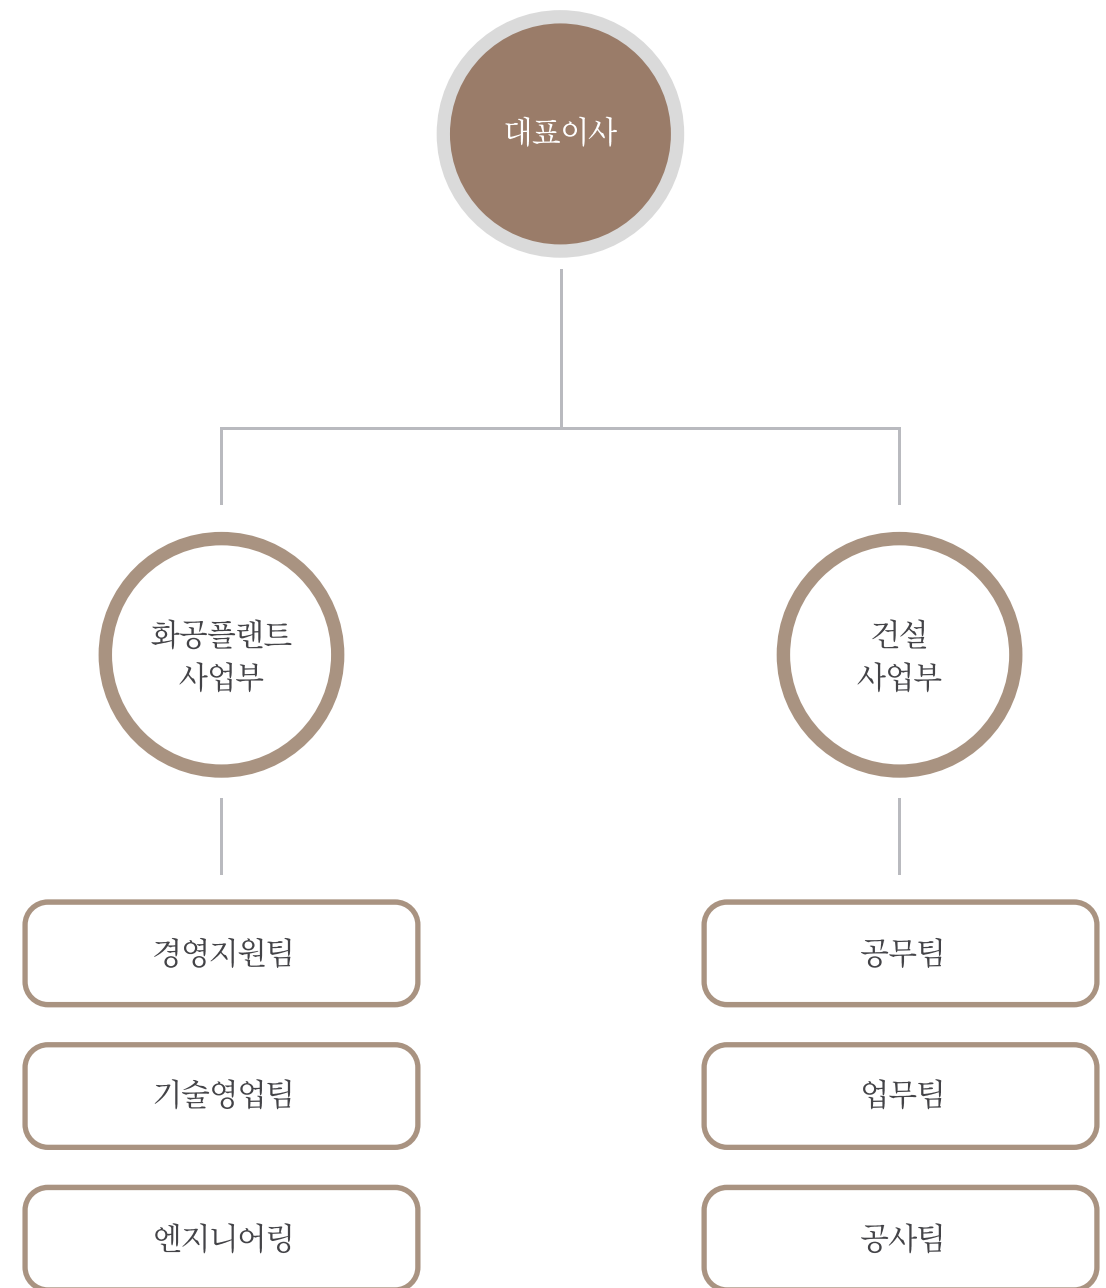 대표이사
화공플랜트
사업부
건설
사업부
경영지원팀
공무팀
기술영업팀
업무팀
엔지니어링
공사팀